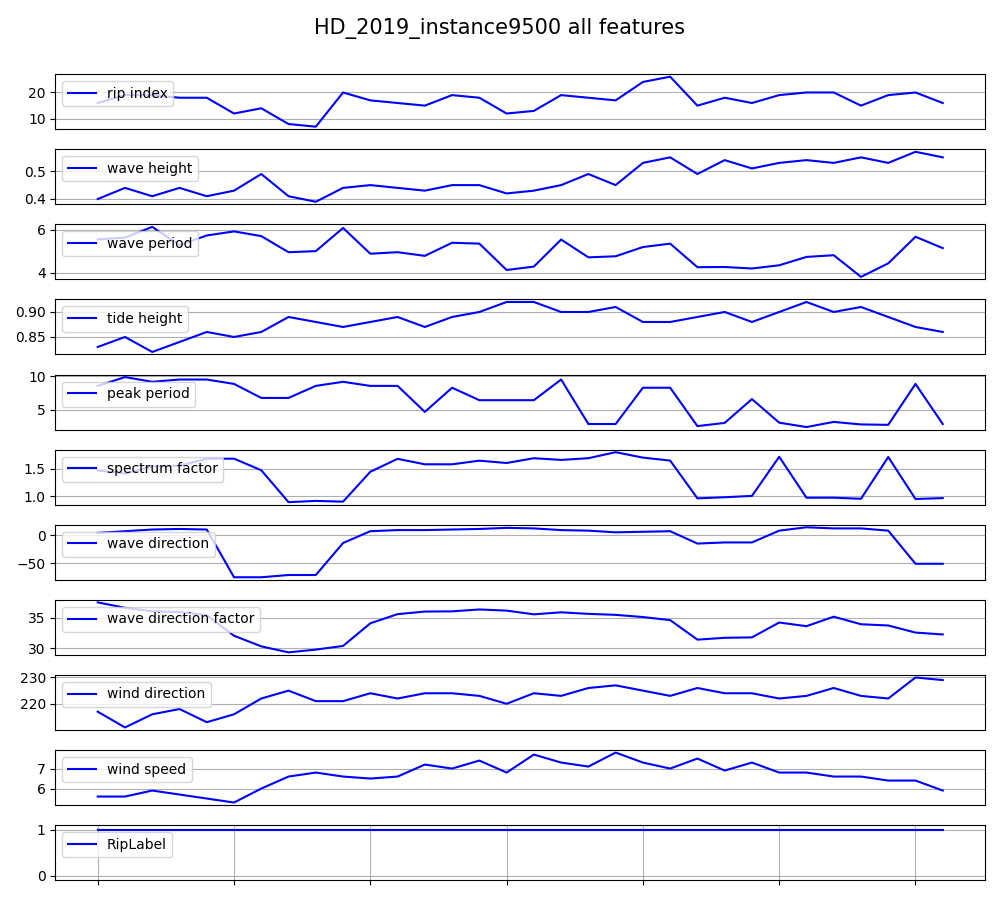 HD_2019_instance9500 all features
20
10
rip index
0.5
0.4
wave height
6
4
wave period
0.90
0.85
tide height
10
5
peak period
1.5
1.0
spectrum factor
0
−50
wave direction
35
30
wave direction factor
230
220
wind direction
7
6
wind speed
1
0
RipLabel